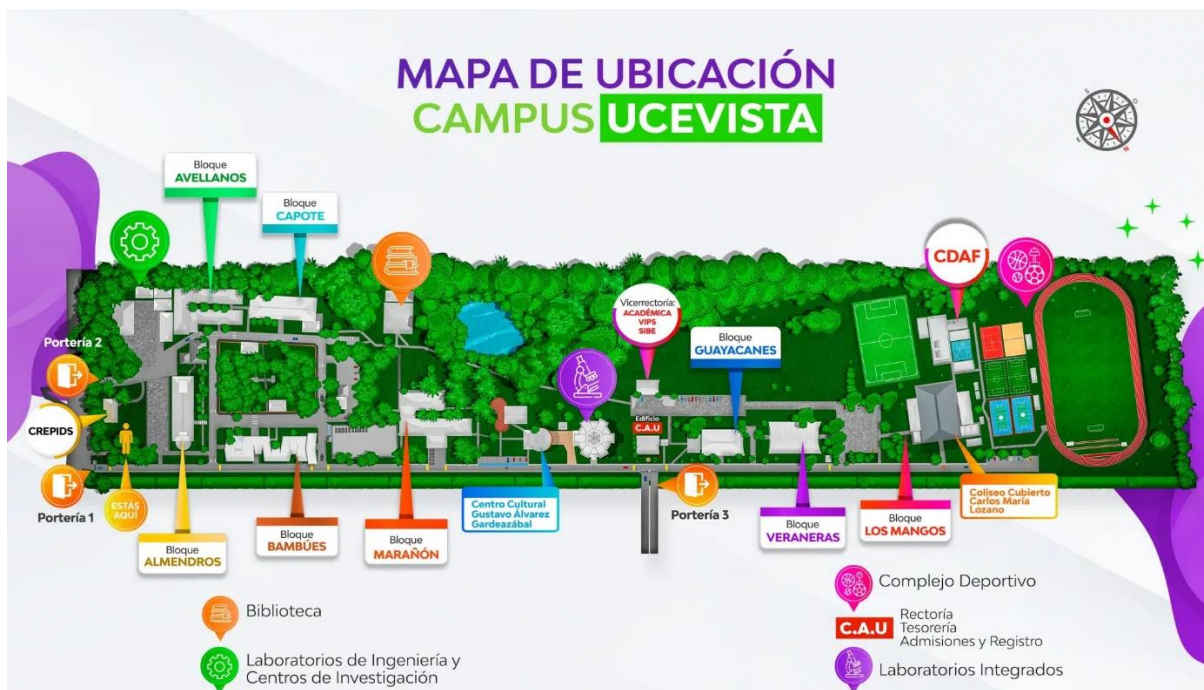 MAPA DE UBICACIÓN
CAMPUS UCEVISTA
S
O
N
Bloque
AVELLANOS
Bloque
CAPOTE
CDAF
Vicerrectoría:
ACADÉMICA
VIPS
SIBE
Bloque
GUAYACANES
Portería 2
CREPIDS
Edificio
C.A.U
Portería 1
ESTÁS
AQUÍ
Bloque
ALMENDROS
Bloque
BAMBÚES
Bloque
MARAÑÓN
Centro Cultural
Gustavo Álvarez
Gardeazábal
Portería 3
Bloque
VERANERAS
Bloque
LOS MANGOS
Coliseo Cubierto
Carlos María
Lozano
Biblioteca
Laboratorios de Ingeniería y
Centros de Investigación
Complejo Deportivo
C.A.U
Rectoría
Tesorería
Admisiones y Registro
Laboratorios Integrados